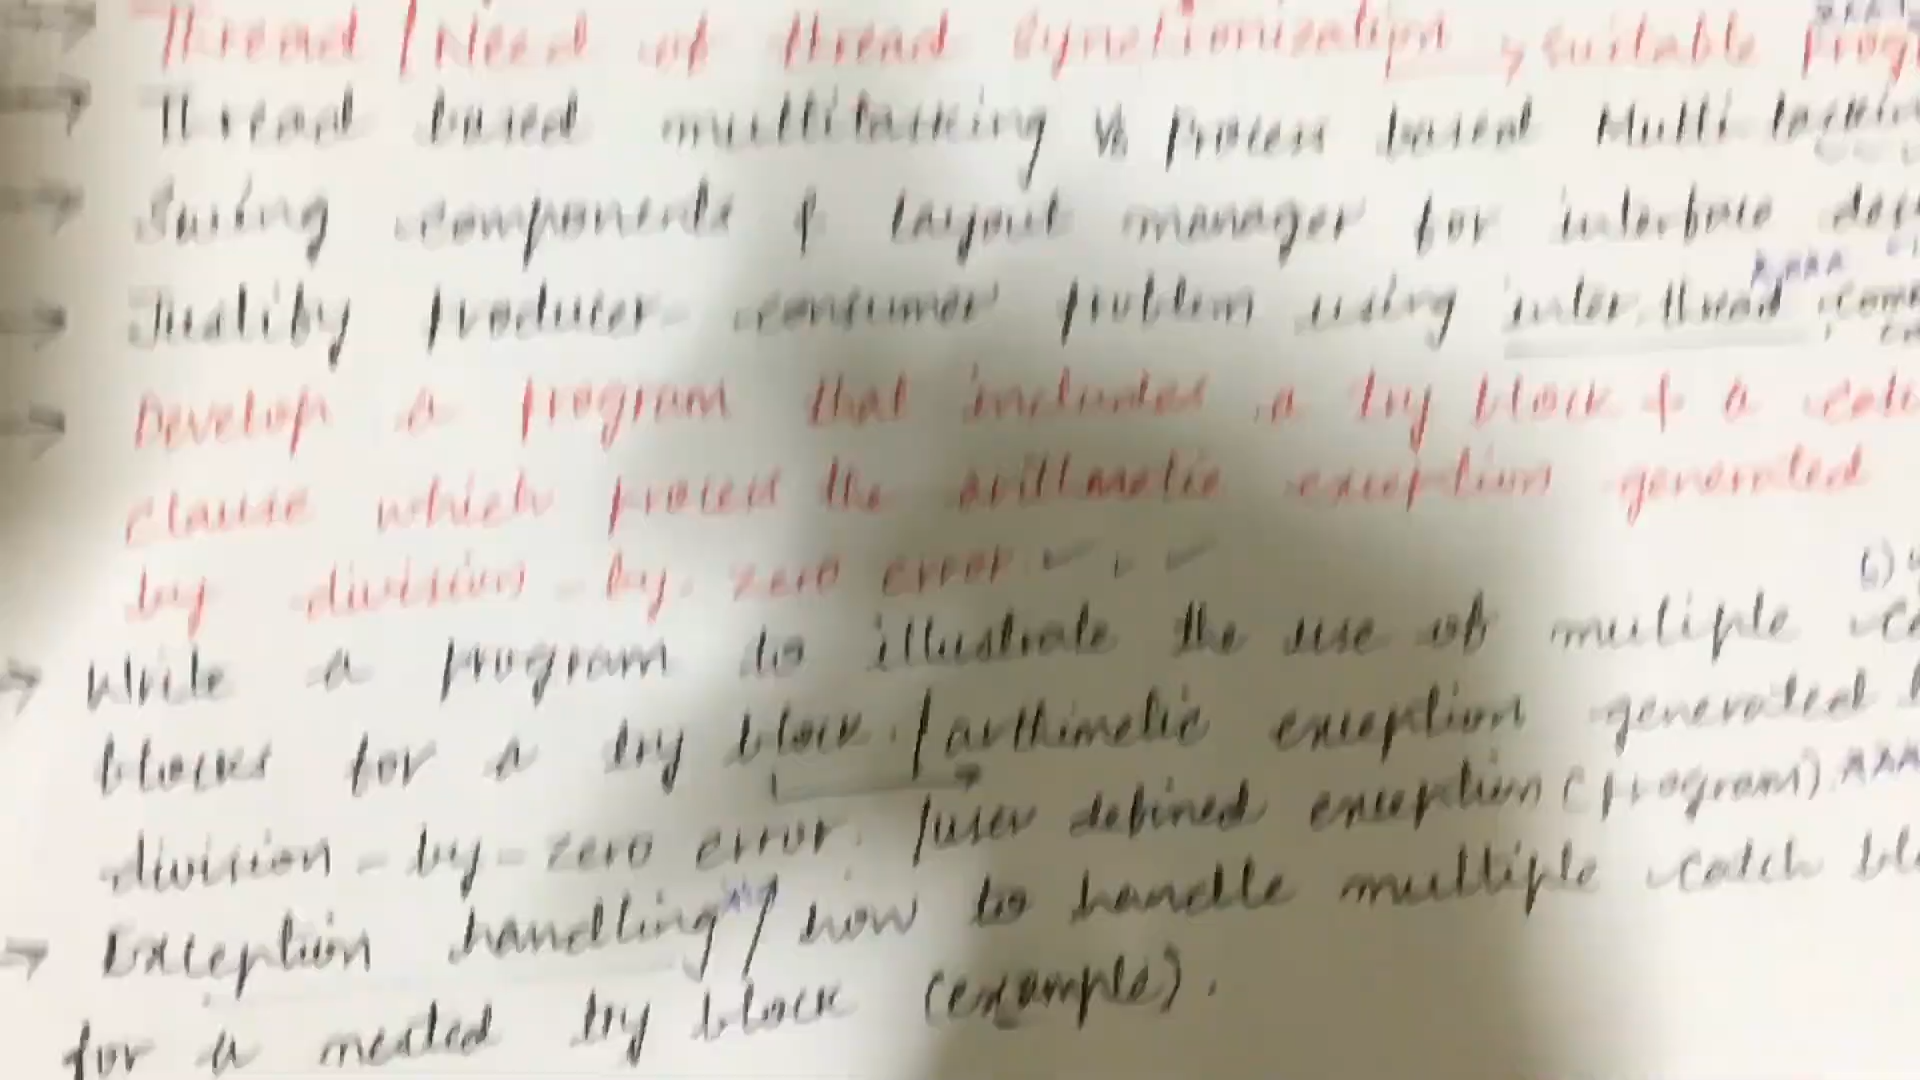 Thread / Need of thread synctionization, suitable Prog
Thread based multitasking Vs Process based Multi-taskin
Swing components & layout manager for interface des
Justify producer-consumer problem using inter.thread com
Develop a program that includes a try block & a catc
clause which process the arithmetic exception generated
by division-by-zero error.
Write a program to illustrate the use of multiple
blocks for a try block./arthimetic exception generated
division-by-zero error. /user defined exception (program).
Exception handling / how to handle multiple catch blo
for a nested try block (example).